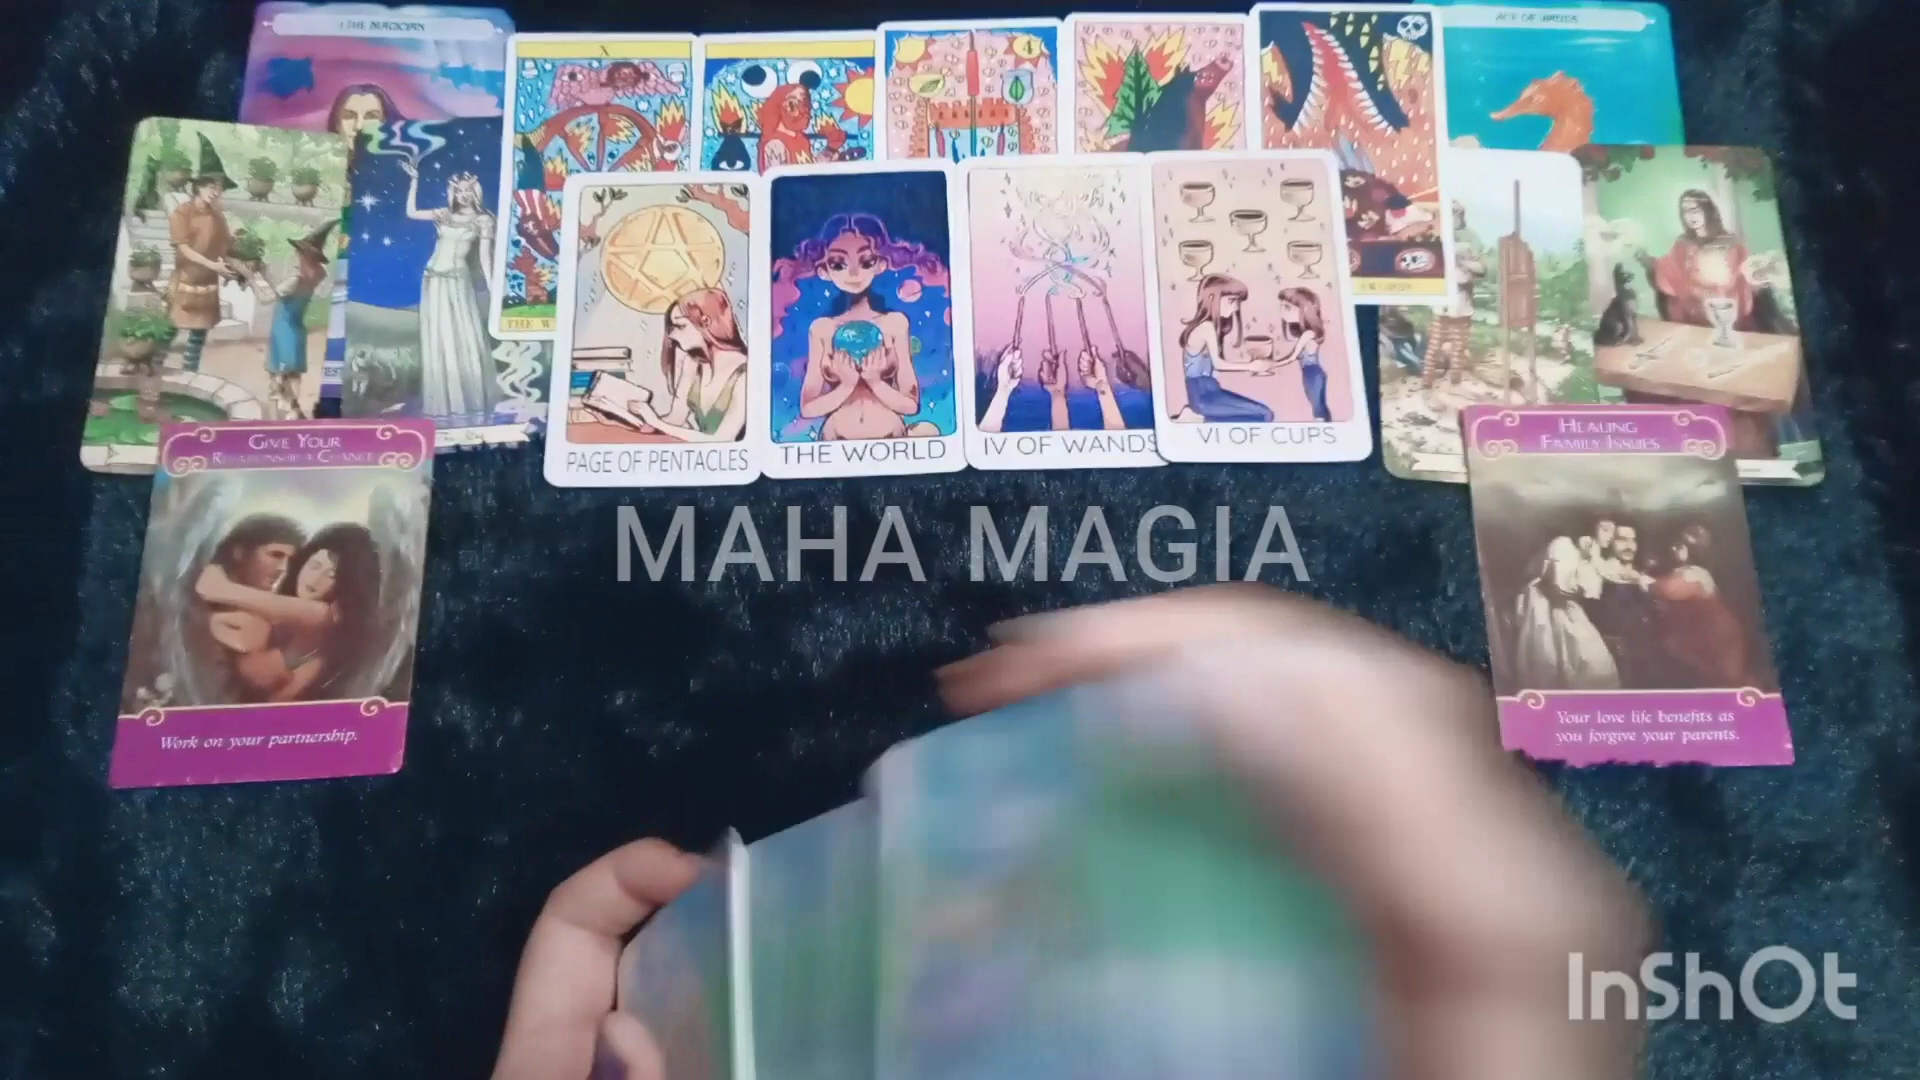 I THE MAGICIAN
ACE OF WANDS
X
4
THE W
PAGE OF PENTACLES
THE WORLD
IV OF WANDS
VI OF CUPS
GIVE YOUR
RELATIONSHIP A CHANCE
Work on your partnership.
HEALING
FAMILY ISSUES
Your love life benefits as
you forgive your parents.
MAHA MAGIA
InShOt